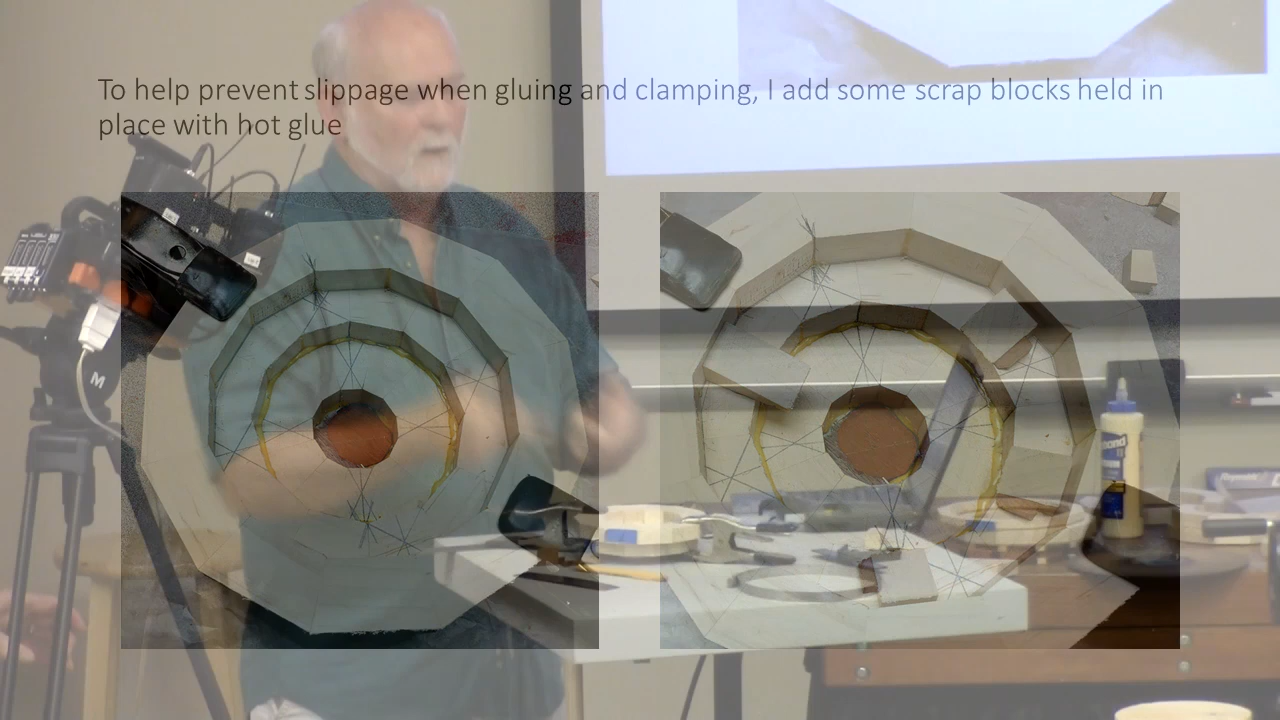 To help prevent slippage when gluing and clamping, I add some scrap blocks held in
place with hot glue
M